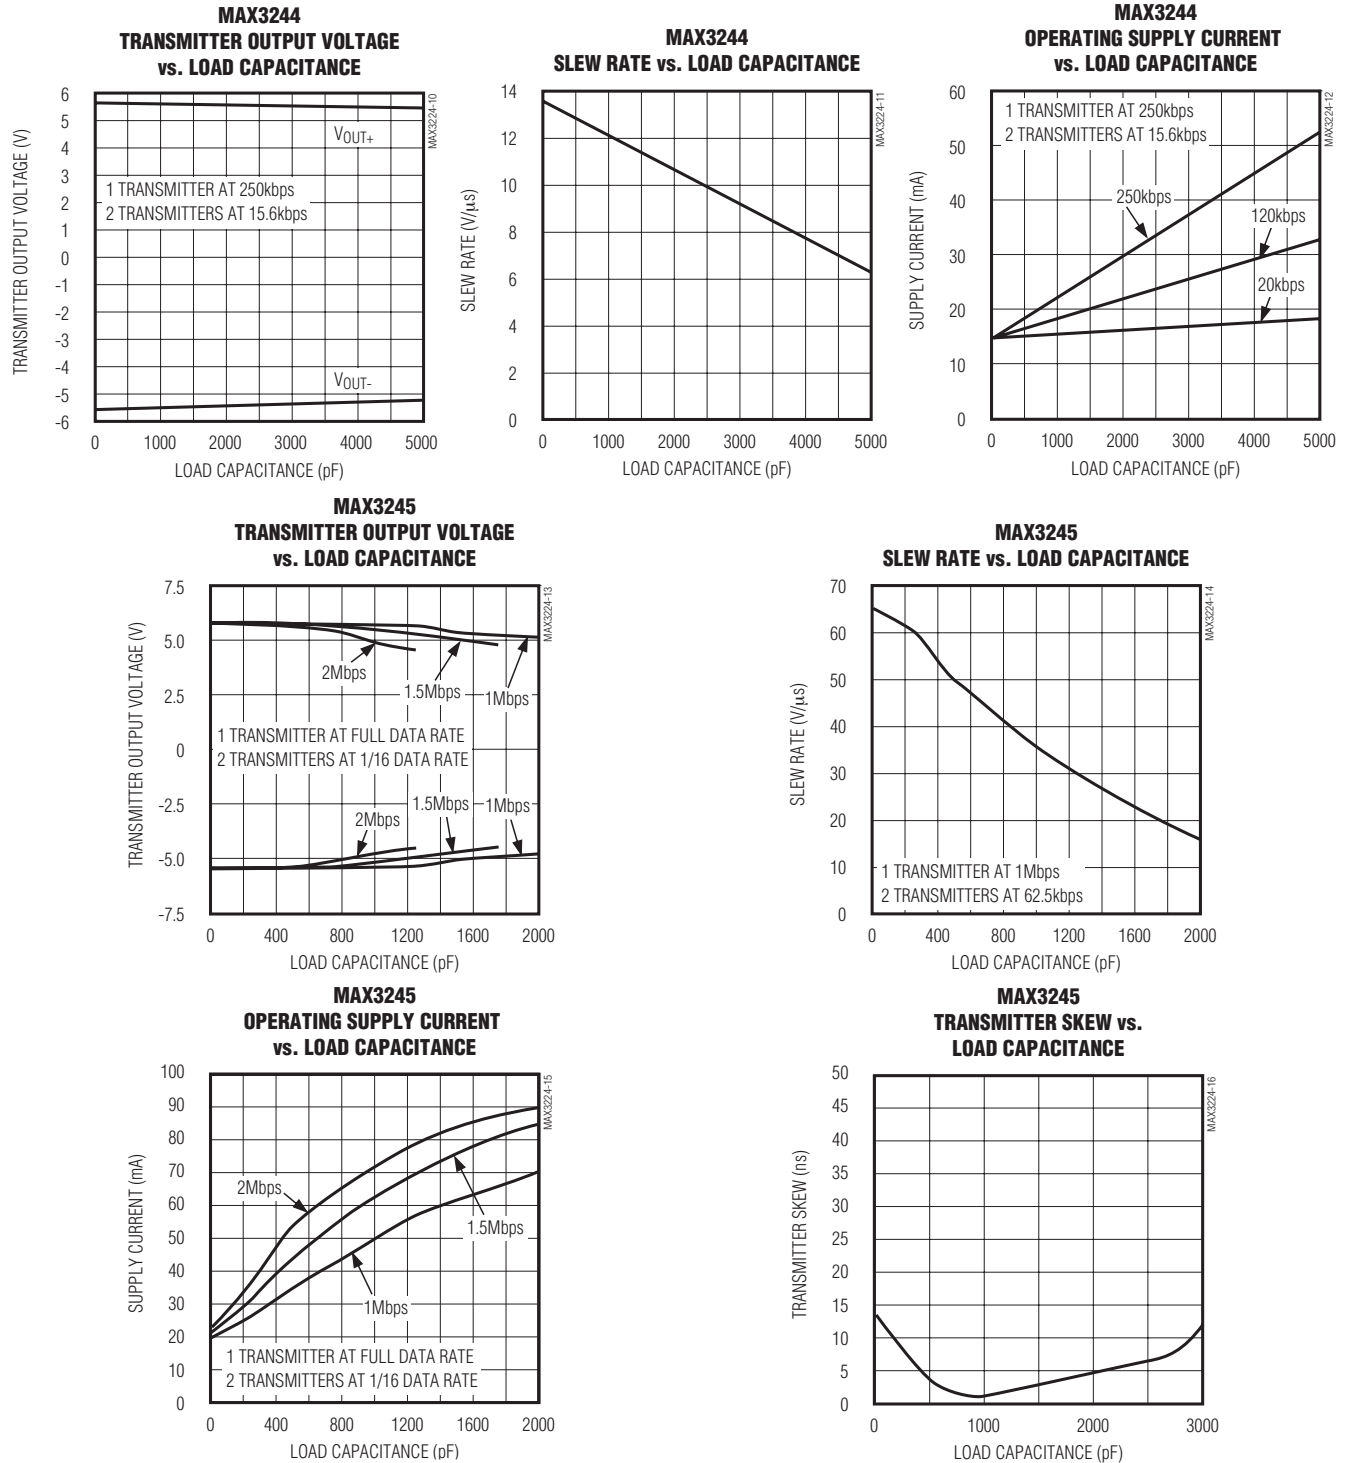 MAX3244
TRANSMITTER OUTPUT VOLTAGE
vs. LOAD CAPACITANCE
TRANSMITTER OUTPUT VOLTAGE (V)
6
5
4
3
2
1
0
-1
-2
-3
-4
-5
-6
VOUT+
1 TRANSMITTER AT 250kbps
2 TRANSMITTERS AT 15.6kbps
VOUT-
MAX3224-10
0 1000 2000 3000 4000 5000
LOAD CAPACITANCE (pF)
MAX3244
SLEW RATE vs. LOAD CAPACITANCE
SLEW RATE (V/µs)
14
12
10
8
6
4
2
0
MAX3224-11
0 1000 2000 3000 4000 5000
LOAD CAPACITANCE (pF)
MAX3244
OPERATING SUPPLY CURRENT
vs. LOAD CAPACITANCE
SUPPLY CURRENT (mA)
60
50
40
30
20
10
0
1 TRANSMITTER AT 250kbps
2 TRANSMITTERS AT 15.6kbps
250kbps
120kbps
20kbps
MAX3224-12
0 1000 2000 3000 4000 5000
LOAD CAPACITANCE (pF)
MAX3245
TRANSMITTER OUTPUT VOLTAGE
vs. LOAD CAPACITANCE
TRANSMITTER OUTPUT VOLTAGE (V)
7.5
5.0
2.5
0
-2.5
-5.0
-7.5
2Mbps
1.5Mbps
1Mbps
1 TRANSMITTER AT FULL DATA RATE
2 TRANSMITTERS AT 1/16 DATA RATE
1.5Mbps
1Mbps
2Mbps
MAX3224-13
0 400 800 1200 1600 2000
LOAD CAPACITANCE (pF)
MAX3245
SLEW RATE vs. LOAD CAPACITANCE
SLEW RATE (V/µs)
70
60
50
40
30
20
10
0
1 TRANSMITTER AT 1Mbps
2 TRANSMITTERS AT 62.5kbps
MAX3224-14
0 400 800 1200 1600 2000
LOAD CAPACITANCE (pF)
MAX3245
OPERATING SUPPLY CURRENT
vs. LOAD CAPACITANCE
SUPPLY CURRENT (mA)
100
90
80
70
60
50
40
30
20
10
0
2Mbps
1.5Mbps
1Mbps
1 TRANSMITTER AT FULL DATA RATE
2 TRANSMITTERS AT 1/16 DATA RATE
MAX3224-15
0 400 800 1200 1600 2000
LOAD CAPACITANCE (pF)
MAX3245
TRANSMITTER SKEW vs.
LOAD CAPACITANCE
TRANSMITTER SKEW (ns)
50
45
40
35
30
25
20
15
10
5
0
MAX3224-16
0 1000 2000 3000
LOAD CAPACITANCE (pF)